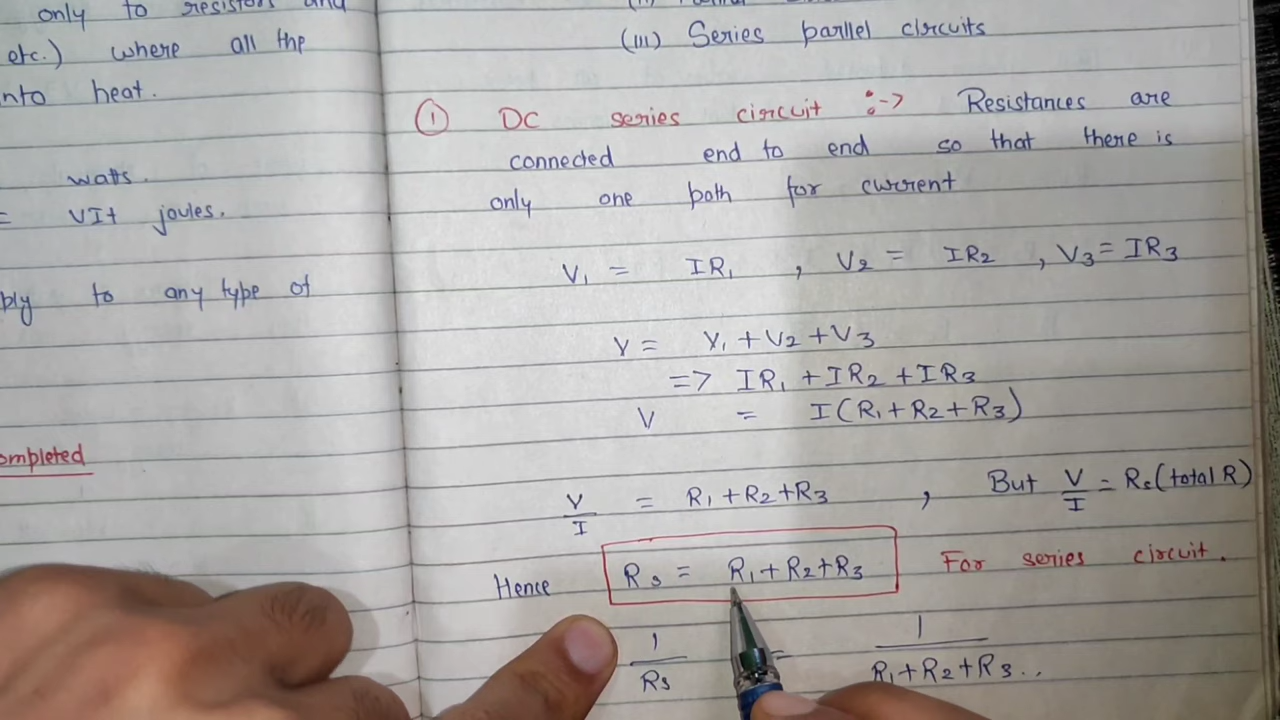 only to resistors and
etc.) where all the
nto heat.
watts.
= VIt joules.
ply to any type of
ompleted
(III) Series parllel circuits
① DC series circuit :-> Resistances are
connected end to end so that there is
only one both for current
V1 = IR1 , V2 = IR2 , V3 = IR3
V = V1 + V2 + V3
=> IR1 + IR2 + IR3
V = I(R1 + R2 + R3)
V/I = R1 + R2 + R3 , But V/I = Rs (total R)
Hence Rs = R1 + R2 + R3 For series circuit.
1/Rs = 1/R1 + R2 + R3 ..